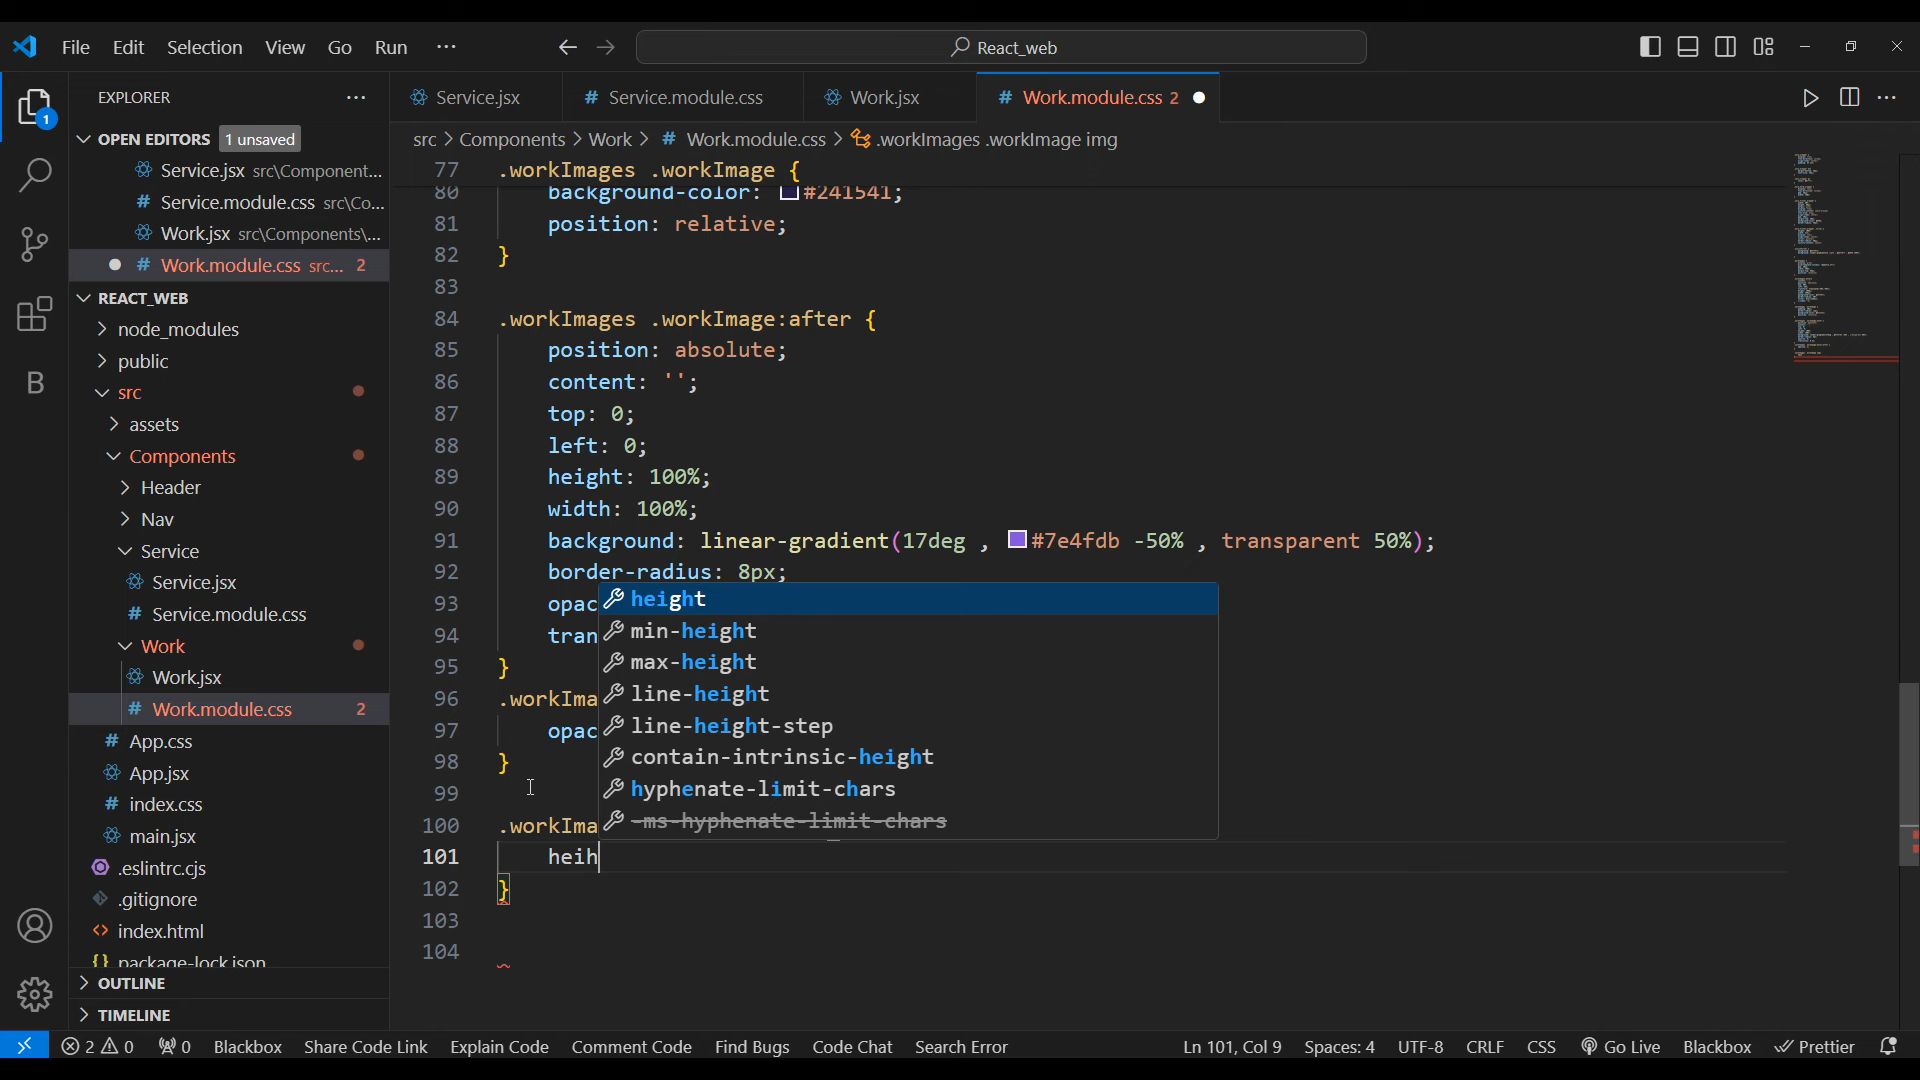 File Edit Selection View Go Run ··· React_web
EXPLORER ···
OPEN EDITORS 1 unsaved
Service.jsx src\Component...
Service.module.css src\Co...
Work.jsx src\Components\...
Work.module.css src... 2
REACT_WEB
node_modules
public
src
assets
Components
Header
Nav
Service
Service.jsx
Service.module.css
Work
Work.jsx
Work.module.css 2
App.css
App.jsx
index.css
main.jsx
.eslintrc.cjs
.gitignore
index.html
package-lock.json
OUTLINE
TIMELINE
1
B
Service.jsx Service.module.css Work.jsx Work.module.css 2
src > Components > Work > # Work.module.css > .workImages .workImage img
77 .workImages .workImage {
80 background-color: #241541;
81 position: relative;
82 }
83
84 .workImages .workImage:after {
85 position: absolute;
86 content: '';
87 top: 0;
88 left: 0;
89 height: 100%;
90 width: 100%;
91 background: linear-gradient(17deg , #7e4fdb -50% , transparent 50%);
92 border-radius: 8px;
93 opac
94 tran
95 }
96 .workIma
97 opac
98 }
99
100 .workIma
101 heih
102 }
103
104
height
min-height
max-height
line-height
line-height-step
contain-intrinsic-height
hyphenate-limit-chars
-ms-hyphenate-limit-chars
2 0 0 Blackbox Share Code Link Explain Code Comment Code Find Bugs Code Chat Search Error Ln 101, Col 9 Spaces: 4 UTF-8 CRLF CSS Go Live Blackbox Prettier